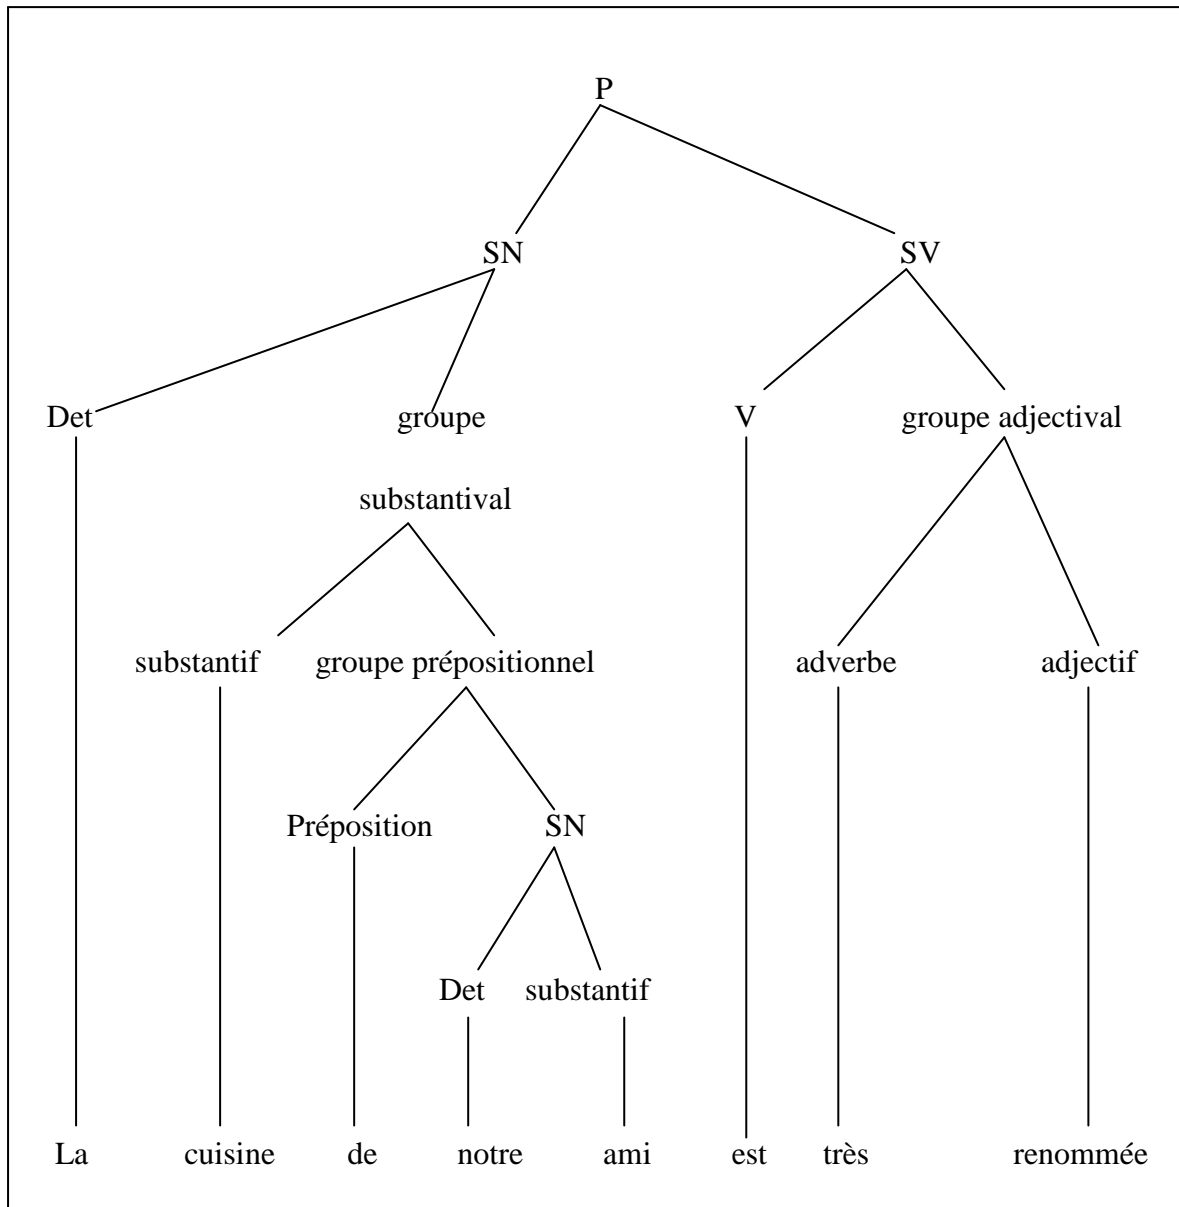 P
SN SV
Det groupe V groupe adjectival
substantival
substantif groupe prépositionnel adverbe adjectif
Préposition SN
Det substantif
La cuisine de notre ami est très renommée